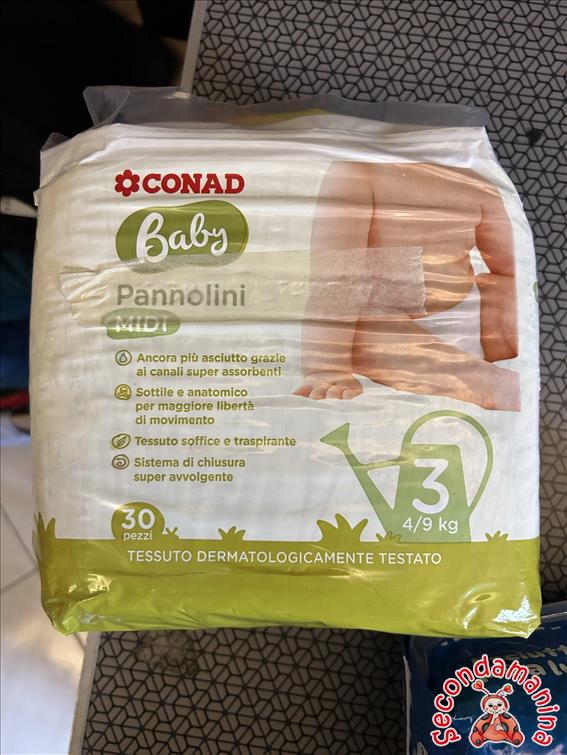 CONAD
Baby
Pannolini
MIDI
Ancora più asciutto grazie
ai canali super assorbenti
Sottile e anatomico
per maggiore libertà
di movimento
Tessuto soffice e traspirante
Sistema di chiusura
super avvolgente
3
4/9 kg
30
pezzi
TESSUTO DERMATOLOGICAMENTE TESTATO
secondamanina